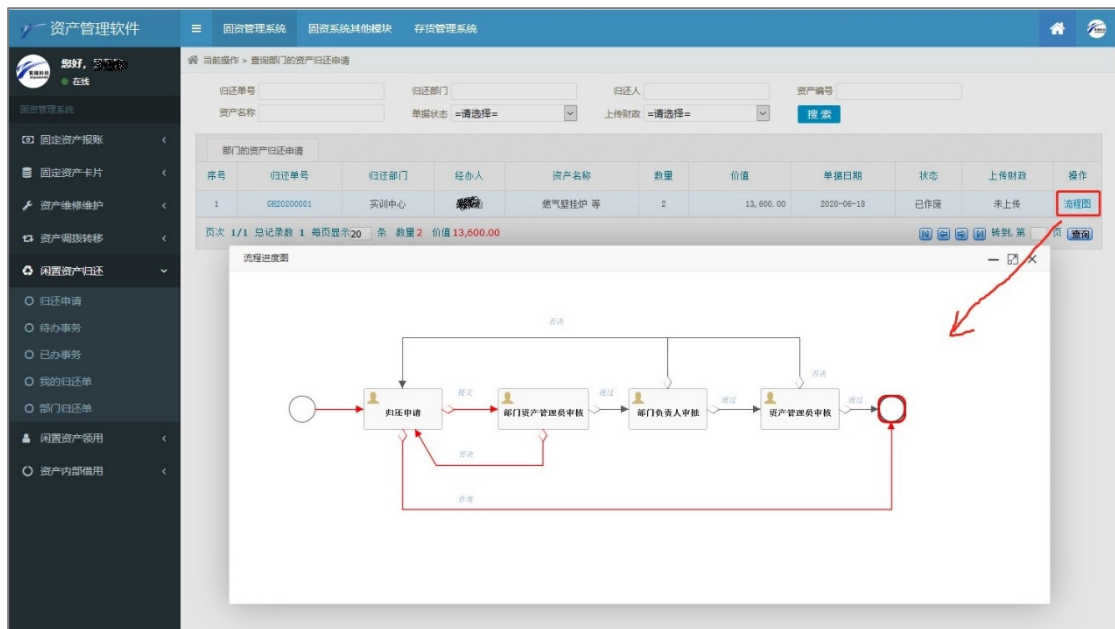 资产管理软件
固资管理系统 固资系统其他模块 存货管理系统
您好,
在线
当前操作 > 查询部门的资产归还申请
固资管理系统
固定资产报账
固定资产卡片
资产维修维护
资产调拨转移
闲置资产归还
归还申请
待办事务
已办事务
我的归还单
部门归还单
闲置资产领用
资产内部借用
归还单号 归还部门 归还人 资产编号
资产名称 单据状态 =请选择= 上传财政 =请选择= 搜索
部门的资产归还申请
序号 归还单号 归还部门 经办人 资产名称 数量 价值 单据日期 状态 上传财政 操作
1 GH20200001 实训中心 燃气壁挂炉 等 2 13,600.00 2020-06-18 已作废 未上传 流程图
页次 1/1 总记录数 1 每页显示20 条 数量2 价值13,600.00 转到,第 页 查询
流程进度图
否决
否决
归还申请 提交 部门资产管理员审核 通过 部门负责人审批 通过 资产管理员审核 通过
否决
作废